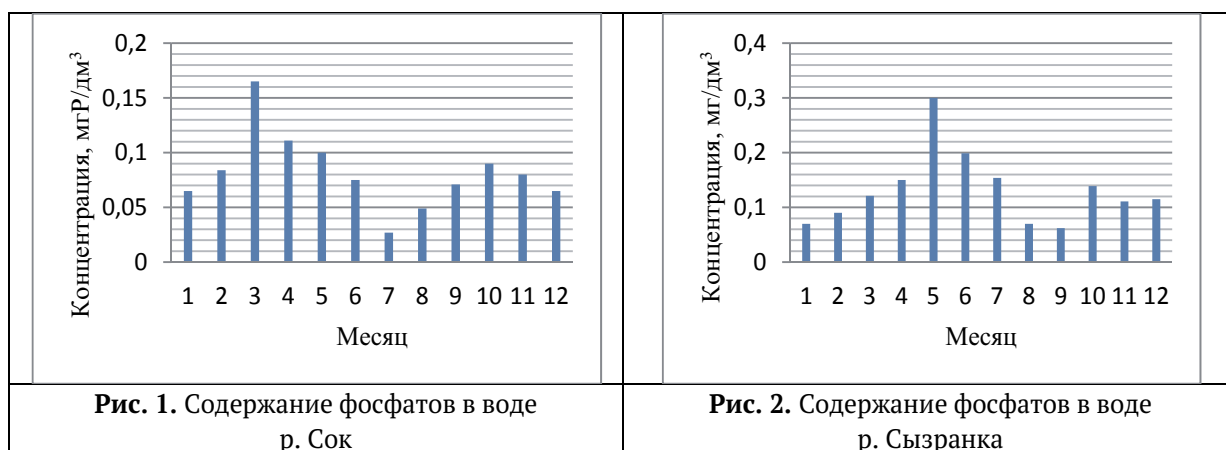 Концентрация, мгР/дм³
0,2
0,15
0,1
0,05
0
1 2 3 4 5 6 7 8 9 10 11 12
Месяц
Рис. 1. Содержание фосфатов в воде
р. Сок
Концентрация, мг/дм³
0,4
0,3
0,2
0,1
0
1 2 3 4 5 6 7 8 9 10 11 12
Месяц
Рис. 2. Содержание фосфатов в воде
р. Сызранка